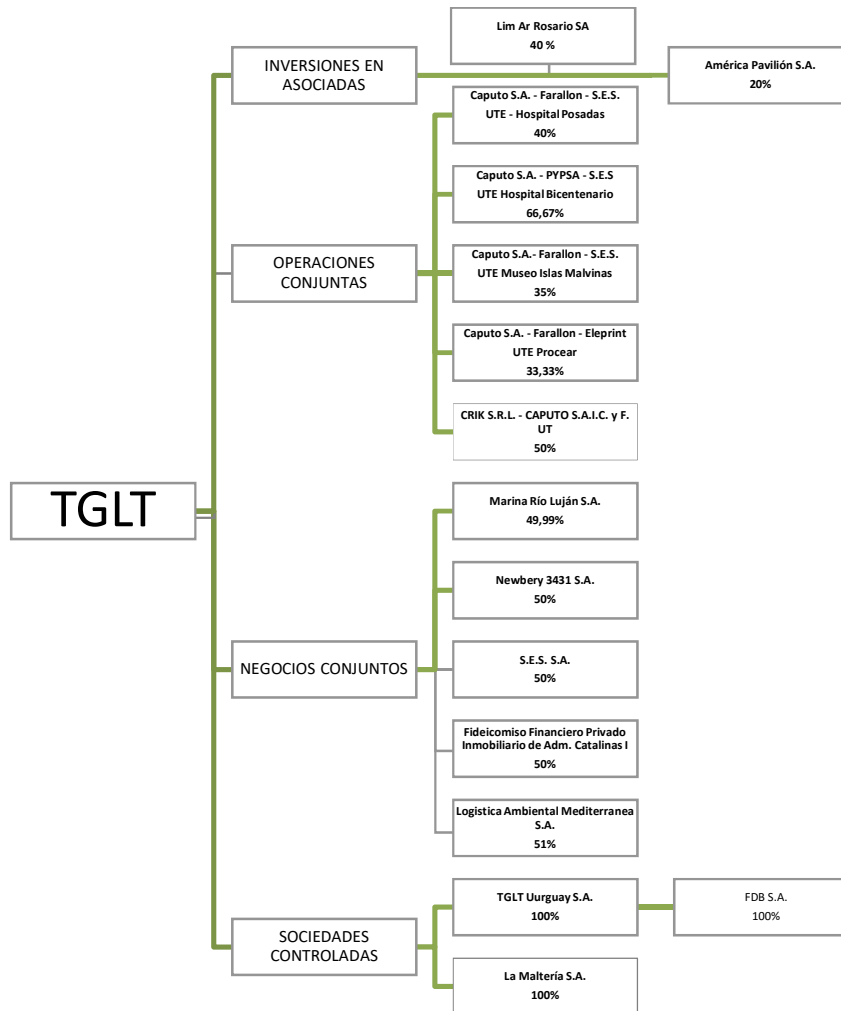 TGLT
INVERSIONES EN
ASOCIADAS
Lim Ar Rosario SA
40 %
América Pavilión S.A.
20%
OPERACIONES
CONJUNTAS
Caputo S.A. - Farallon - S.E.S.
UTE - Hospital Posadas
40%
Caputo S.A. - PYPSA - S.E.S
UTE Hospital Bicentenario
66,67%
Caputo S.A.- Farallon - S.E.S.
UTE Museo Islas Malvinas
35%
Caputo S.A. - Farallon - Eleprint
UTE Procear
33,33%
CRIK S.R.L. - CAPUTO S.A.I.C. y F.
UT
50%
NEGOCIOS CONJUNTOS
Marina Río Luján S.A.
49,99%
Newbery 3431 S.A.
50%
S.E.S. S.A.
50%
Fideicomiso Financiero Privado
Inmobiliario de Adm. Catalinas I
50%
Logistica Ambiental Mediterranea
S.A.
51%
SOCIEDADES
CONTROLADAS
TGLT Uurguay S.A.
100%
FDB S.A.
100%
La Maltería S.A.
100%